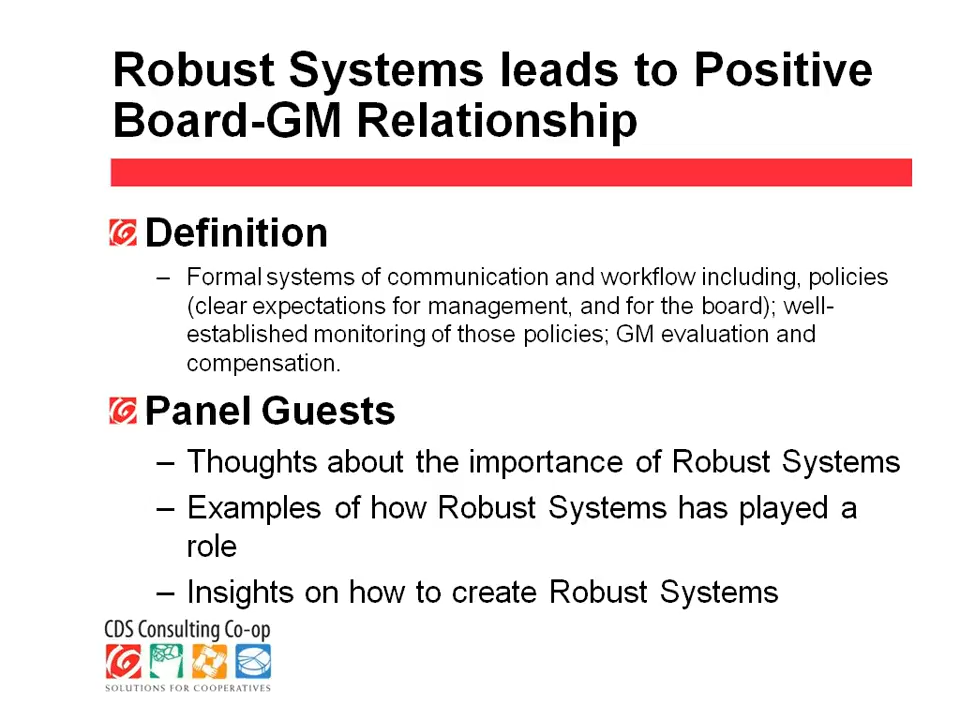 Robust Systems leads to Positive
Board-GM Relationship
Definition
– Formal systems of communication and workflow including, policies
(clear expectations for management, and for the board); well-
established monitoring of those policies; GM evaluation and
compensation.
Panel Guests
– Thoughts about the importance of Robust Systems
– Examples of how Robust Systems has played a
role
– Insights on how to create Robust Systems
CDS Consulting Co-op
SOLUTIONS FOR COOPERATIVES